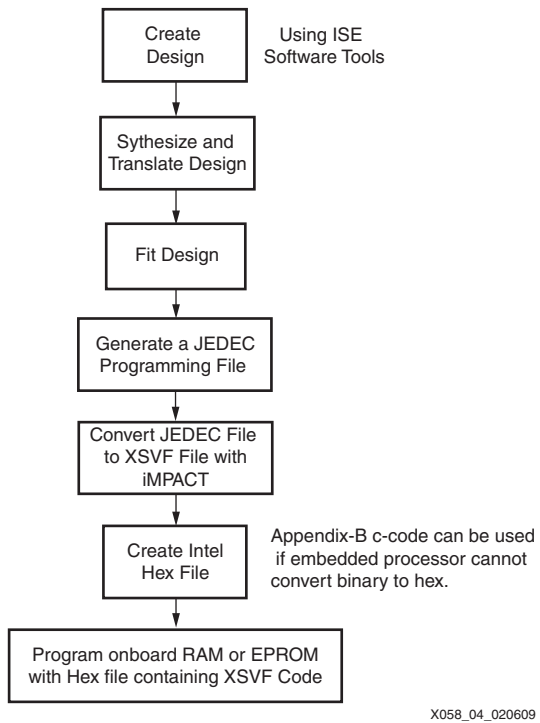 Create
Design
Using ISE
Software Tools
Sythesize and
Translate Design
Fit Design
Generate a JEDEC
Programming File
Convert JEDEC File
to XSVF File with
iMPACT
Create Intel
Hex File
Appendix-B c-code can be used
if embedded processor cannot
convert binary to hex.
Program onboard RAM or EPROM
with Hex file containing XSVF Code
X058_04_020609